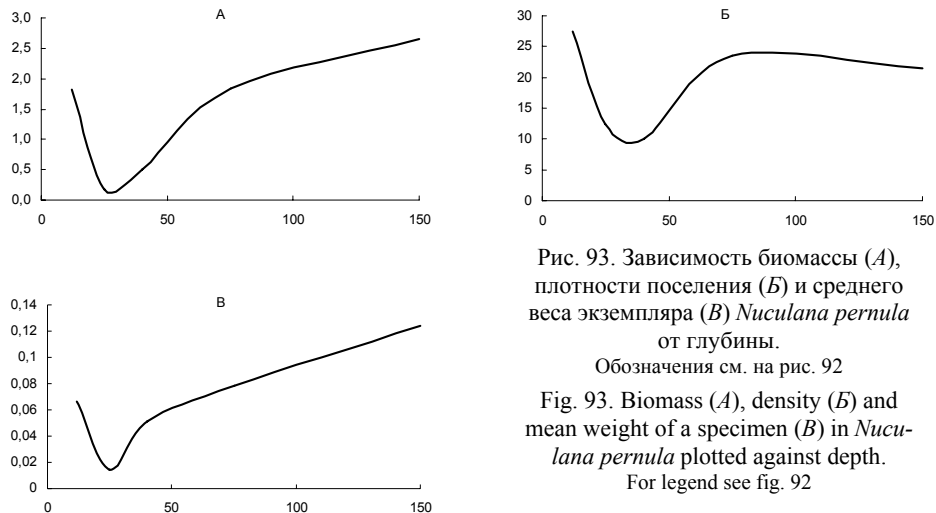 А
3,0
2,5
2,0
1,5
1,0
0,5
0,0
0 50 100 150
Б
30
25
20
15
10
5
0
0 50 100 150
В
0,14
0,12
0,1
0,08
0,06
0,04
0,02
0
0 50 100 150
Рис. 93. Зависимость биомассы (А),
плотности поселения (Б) и среднего
веса экземпляра (В) Nuculana pernula
от глубины.
Обозначения см. на рис. 92
Fig. 93. Biomass (А), density (Б) and
mean weight of a specimen (В) in Nucu-
lana pernula plotted against depth.
For legend see fig. 92